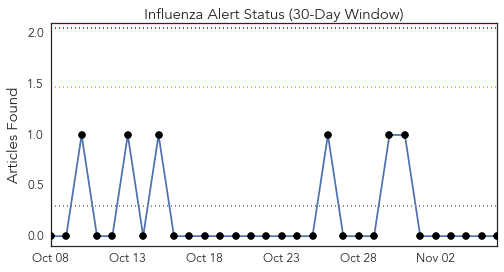 Influenza Alert Status (30-Day Window)
Articles Found
2.0
1.5
1.0
0.5
0.0
Oct 08 Oct 13 Oct 18 Oct 23 Oct 28 Nov 02